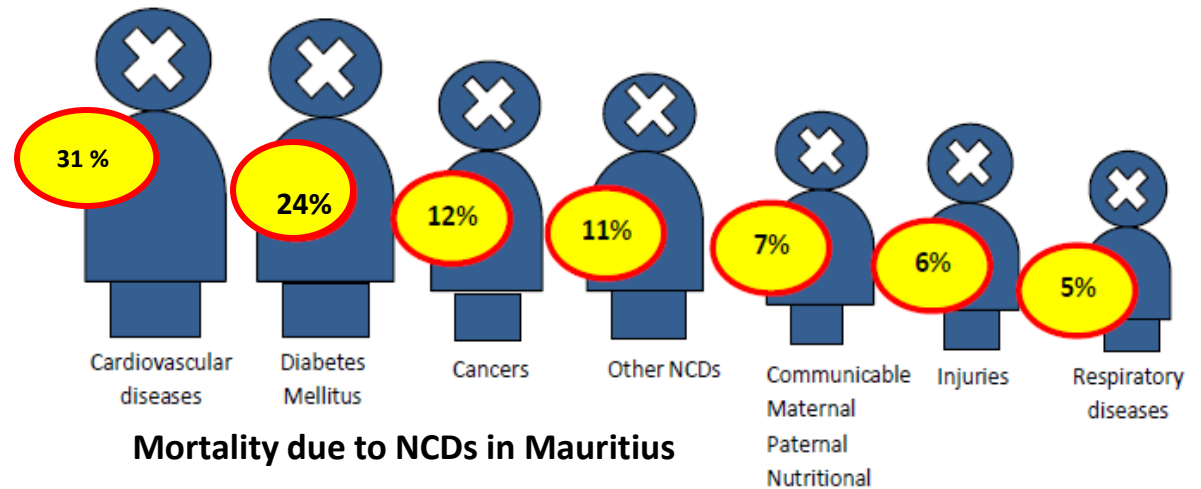 31 %
24%
12%
11%
7%
6%
5%
Cardiovascular
diseases
Diabetes
Mellitus
Cancers
Other NCDs
Communicable
Maternal
Paternal
Nutritional
Injuries
Respiratory
diseases
Mortality due to NCDs in Mauritius